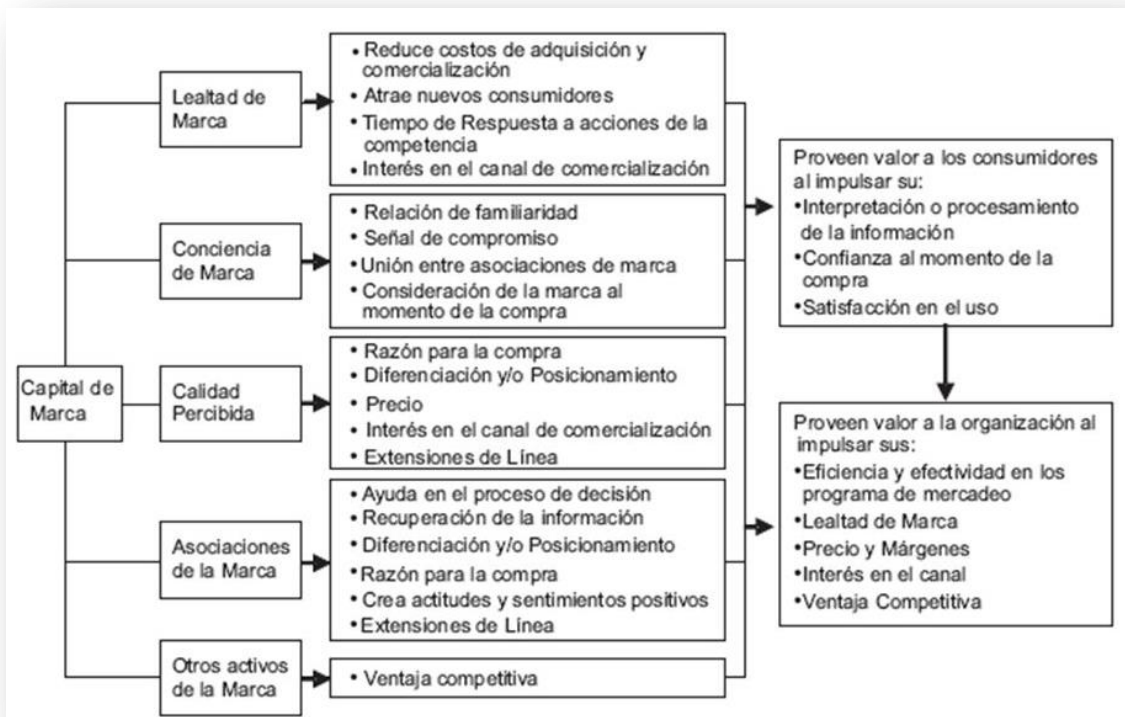 Capital de
Marca
Lealtad de
Marca
• Reduce costos de adquisición y
comercialización
• Atrae nuevos consumidores
• Tiempo de Respuesta a acciones de la
competencia
• Interés en el canal de comercialización
Conciencia
de Marca
• Relación de familiaridad
• Señal de compromiso
• Unión entre asociaciones de marca
• Consideración de la marca al
momento de la compra
Calidad
Percibida
• Razón para la compra
• Diferenciación y/o Posicionamiento
• Precio
• Interés en el canal de comercialización
• Extensiones de Línea
Asociaciones
de la Marca
• Ayuda en el proceso de decisión
• Recuperación de la información
• Diferenciación y/o Posicionamiento
• Razón para la compra
• Crea actitudes y sentimientos positivos
• Extensiones de Línea
Otros activos
de la Marca
• Ventaja competitiva
Proveen valor a los consumidores
al impulsar su:
•Interpretación o procesamiento
de la información
•Confianza al momento de la
compra
•Satisfacción en el uso
Proveen valor a la organización al
impulsar sus:
•Eficiencia y efectividad en los
programa de mercadeo
•Lealtad de Marca
•Precio y Márgenes
•Interés en el canal
•Ventaja Competitiva